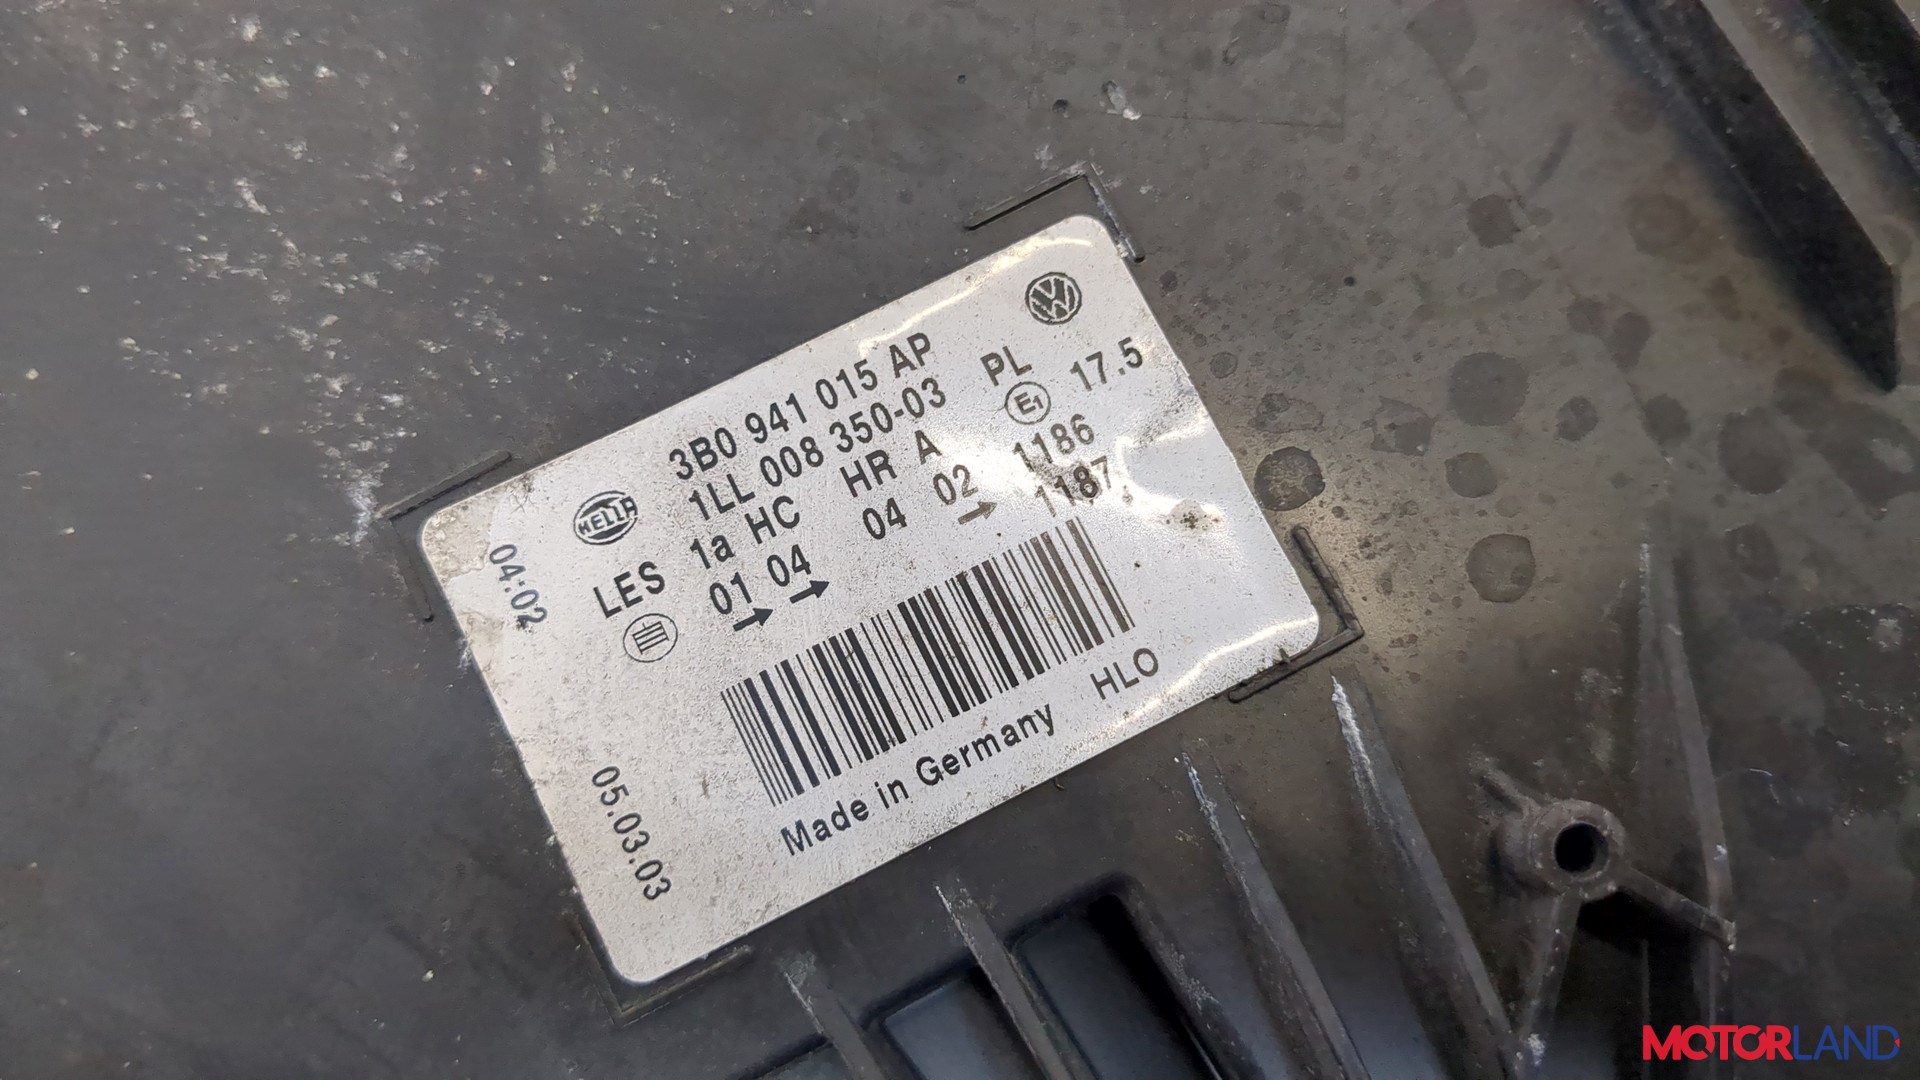 3B0 941 015 AP
HELLA
1LL 008 350-03
PL
LES
1a HC
HR A
E1
17.5
01 04
04 02
1186
1187
04:02
05.03.03
Made in Germany
HLO
MOTORLAND